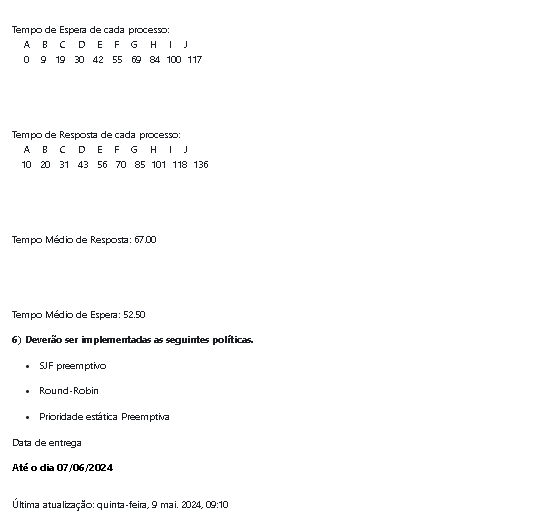 Tempo de Espera de cada processo:
A B C D E F G H I J
0 9 19 30 42 55 69 84 100 117
Tempo de Resposta de cada processo:
A B C D E F G H I J
10 20 31 43 56 70 85 101 118 136
Tempo Médio de Resposta: 67.00
Tempo Médio de Espera: 52.50
6) Deverão ser implementadas as seguintes políticas.
• SJF preemptivo
• Round-Robin
• Prioridade estática Preemptiva
Data de entrega
Até o dia 07/06/2024
Última atualização: quinta-feira, 9 mai. 2024, 09:10